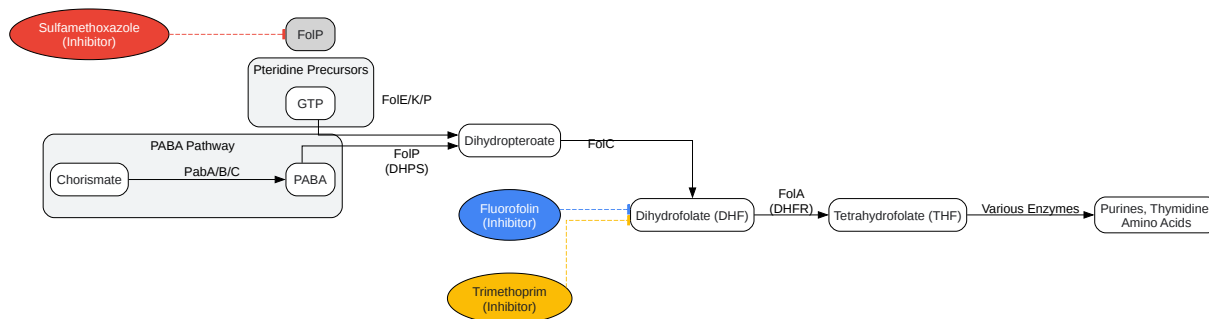 Sulfamethoxazole
(Inhibitor)
FolP
Pteridine Precursors
GTP
FolE/K/P
PABA Pathway
Chorismate
PabA/B/C
PABA
FolP
(DHPS)
Dihydropteroate
FolC
Fluorofolin
(Inhibitor)
Trimethoprim
(Inhibitor)
Dihydrofolate (DHF)
FolA
(DHFR)
Tetrahydrofolate (THF)
Various Enzymes
Purines, Thymidine
Amino Acids